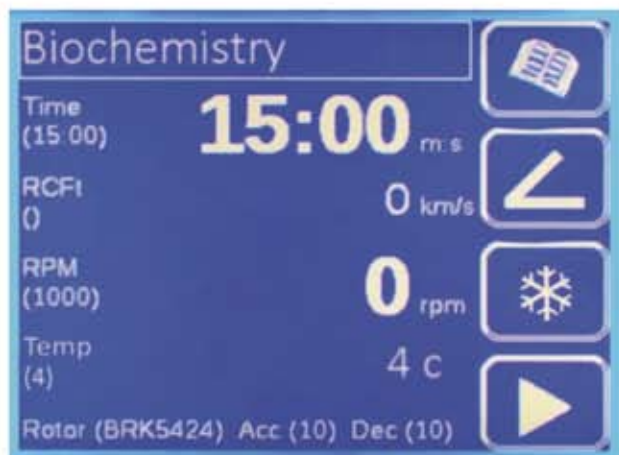 Biochemistry
Time
(15:00)
15:00 m:s
RCFt
()
0 km/s
RPM
(1000)
0 rpm
Temp
(4)
4 c
Rotor (BRK5424) Acc (10) Dec (10)